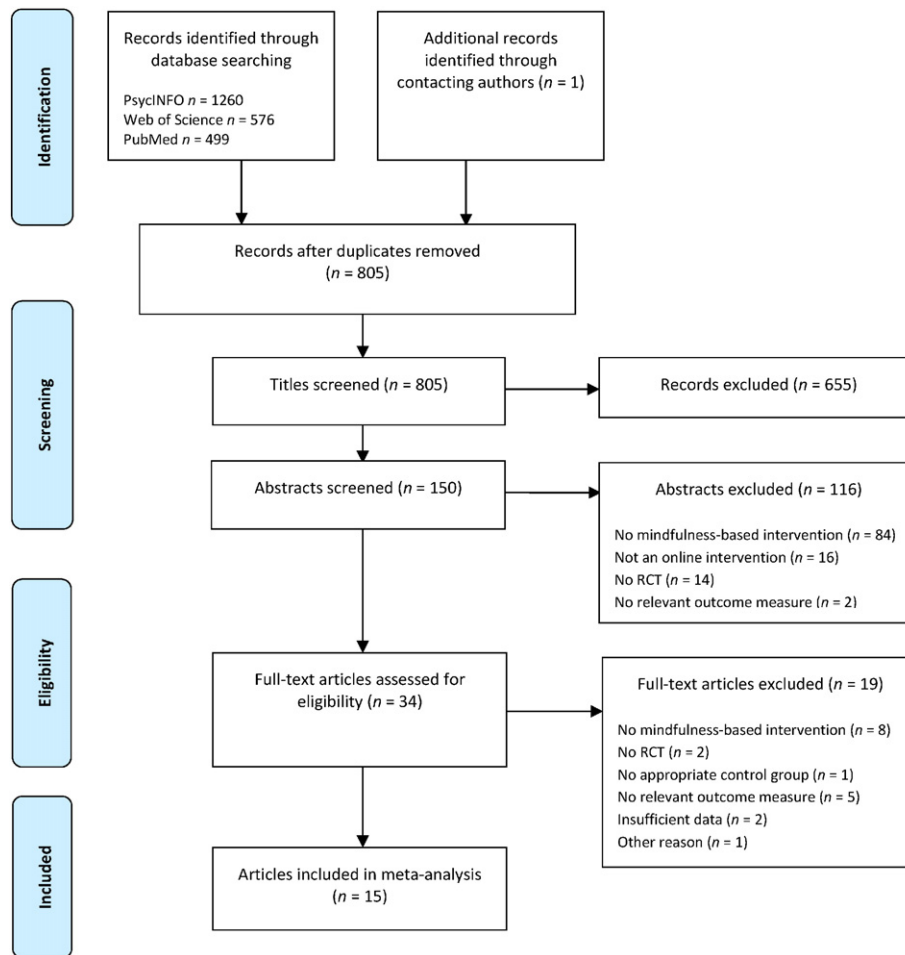 Identification
Records identified through
database searching
PsycINFO n = 1260
Web of Science n = 576
PubMed n = 499
Additional records
identified through
contacting authors (n = 1)
Records after duplicates removed
(n = 805)
Screening
Titles screened (n = 805)
Records excluded (n = 655)
Abstracts screened (n = 150)
Abstracts excluded (n = 116)
No mindfulness-based intervention (n = 84)
Not an online intervention (n = 16)
No RCT (n = 14)
No relevant outcome measure (n = 2)
Eligibility
Full-text articles assessed for
eligibility (n = 34)
Full-text articles excluded (n = 19)
No mindfulness-based intervention (n = 8)
No RCT (n = 2)
No appropriate control group (n = 1)
No relevant outcome measure (n = 5)
Insufficient data (n = 2)
Other reason (n = 1)
Included
Articles included in meta-analysis
(n = 15)